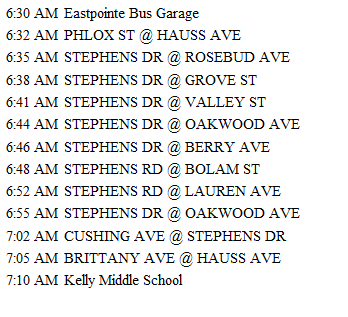 6:30 AM Eastpointe Bus Garage
6:32 AM PHLOX ST @ HAUSS AVE
6:35 AM STEPHENS DR @ ROSEBUD AVE
6:38 AM STEPHENS DR @ GROVE ST
6:41 AM STEPHENS DR @ VALLEY ST
6:44 AM STEPHENS DR @ OAKWOOD AVE
6:46 AM STEPHENS DR @ BERRY AVE
6:48 AM STEPHENS RD @ BOLAM ST
6:52 AM STEPHENS RD @ LAUREN AVE
6:55 AM STEPHENS DR @ OAKWOOD AVE
7:02 AM CUSHING AVE @ STEPHENS DR
7:05 AM BRITTANY AVE @ HAUSS AVE
7:10 AM Kelly Middle School